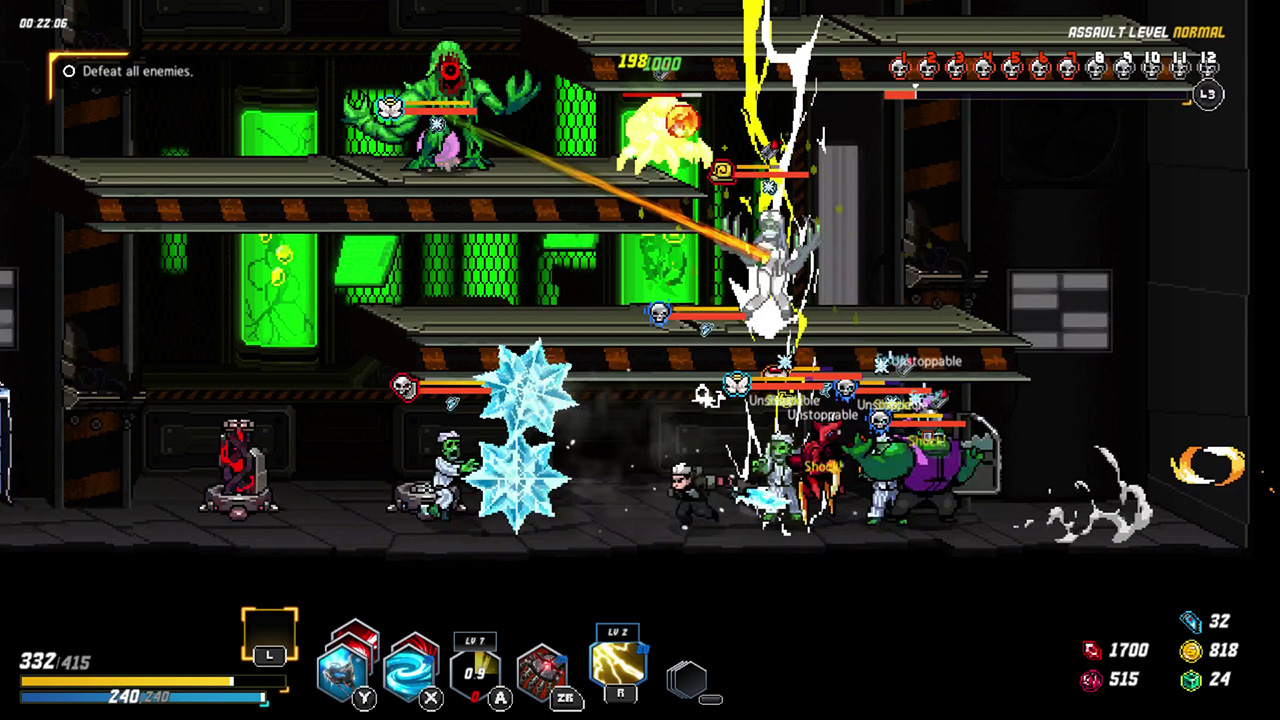 00:22:06
ASSAULT LEVEL NORMAL
Defeat all enemies.
1 2 3 4 5 6 7 8 9 10 11 12
L3
Unstoppable
Unstoppable
Unstoppable
Shock!
Shock!
LV 7
LV 2
0.9
0
L
Y
X
A
ZR
R
332/415
240/240
32
1700
818
515
24